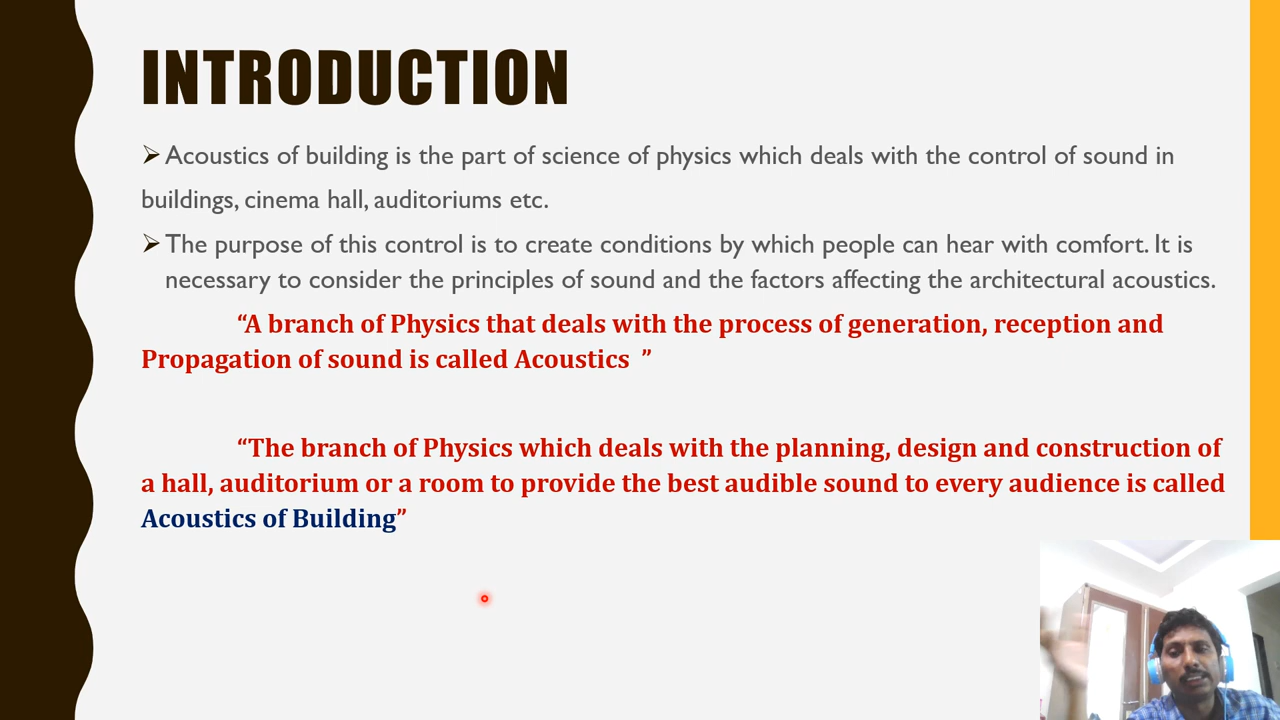 INTRODUCTION
➢Acoustics of building is the part of science of physics which deals with the control of sound in
buildings, cinema hall, auditoriums etc.
➢The purpose of this control is to create conditions by which people can hear with comfort. It is
necessary to consider the principles of sound and the factors affecting the architectural acoustics.
“A branch of Physics that deals with the process of generation, reception and
Propagation of sound is called Acoustics ”
“The branch of Physics which deals with the planning, design and construction of
a hall, auditorium or a room to provide the best audible sound to every audience is called
Acoustics of Building”